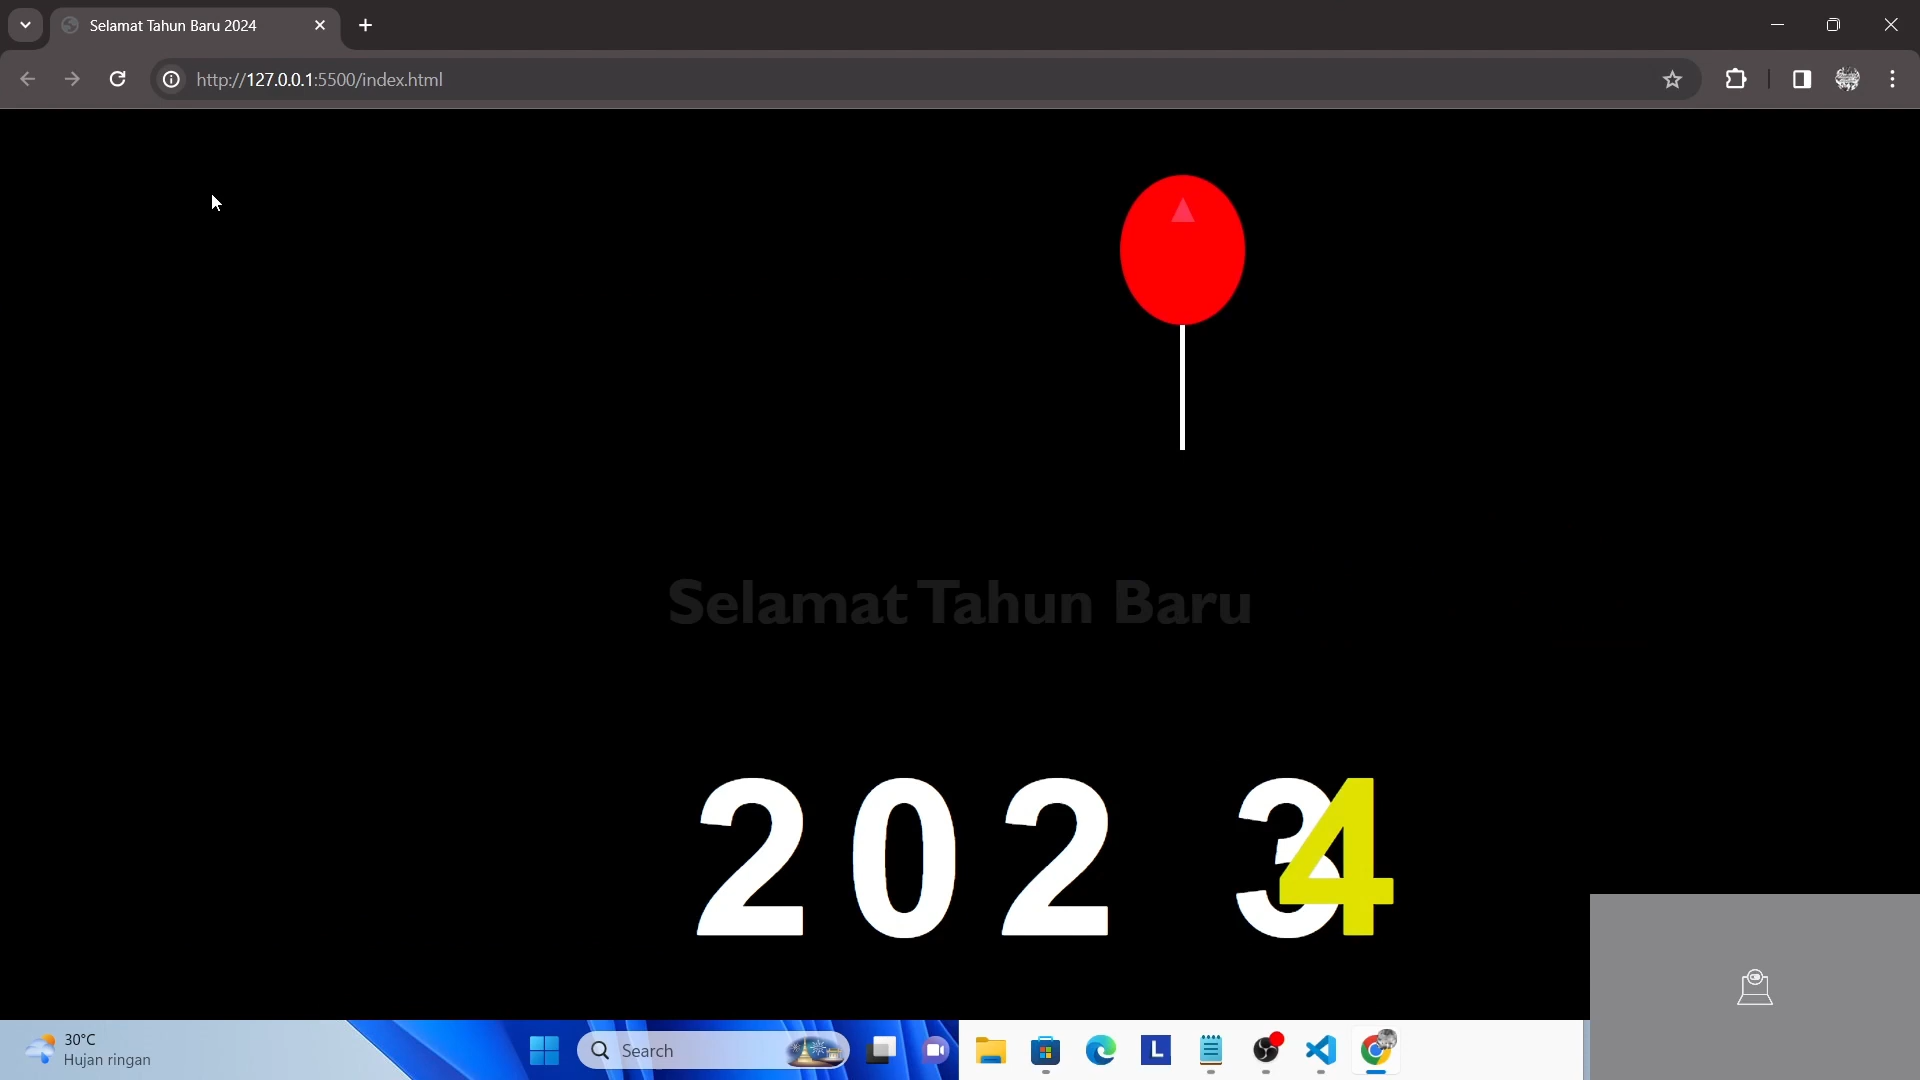 Selamat Tahun Baru 2024
http://127.0.0.1:5500/index.html
Selamat Tahun Baru
2 0 2 3
4
30°C
Hujan ringan
Search
L